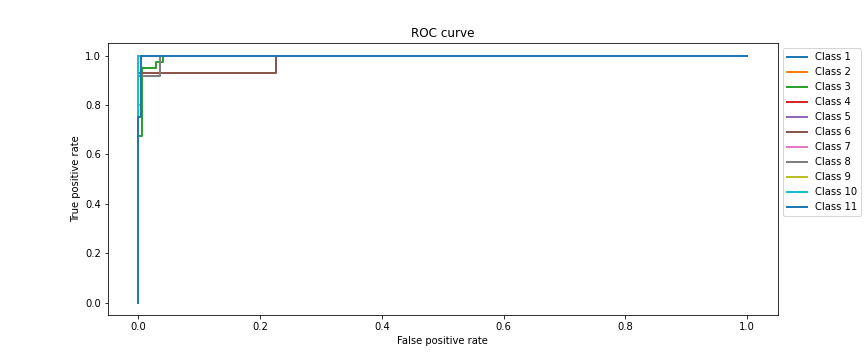 ROC curve
1.0
0.8
0.6
0.4
0.2
0.0
True positive rate
0.0 0.2 0.4 0.6 0.8 1.0
False positive rate
Class 1
Class 2
Class 3
Class 4
Class 5
Class 6
Class 7
Class 8
Class 9
Class 10
Class 11